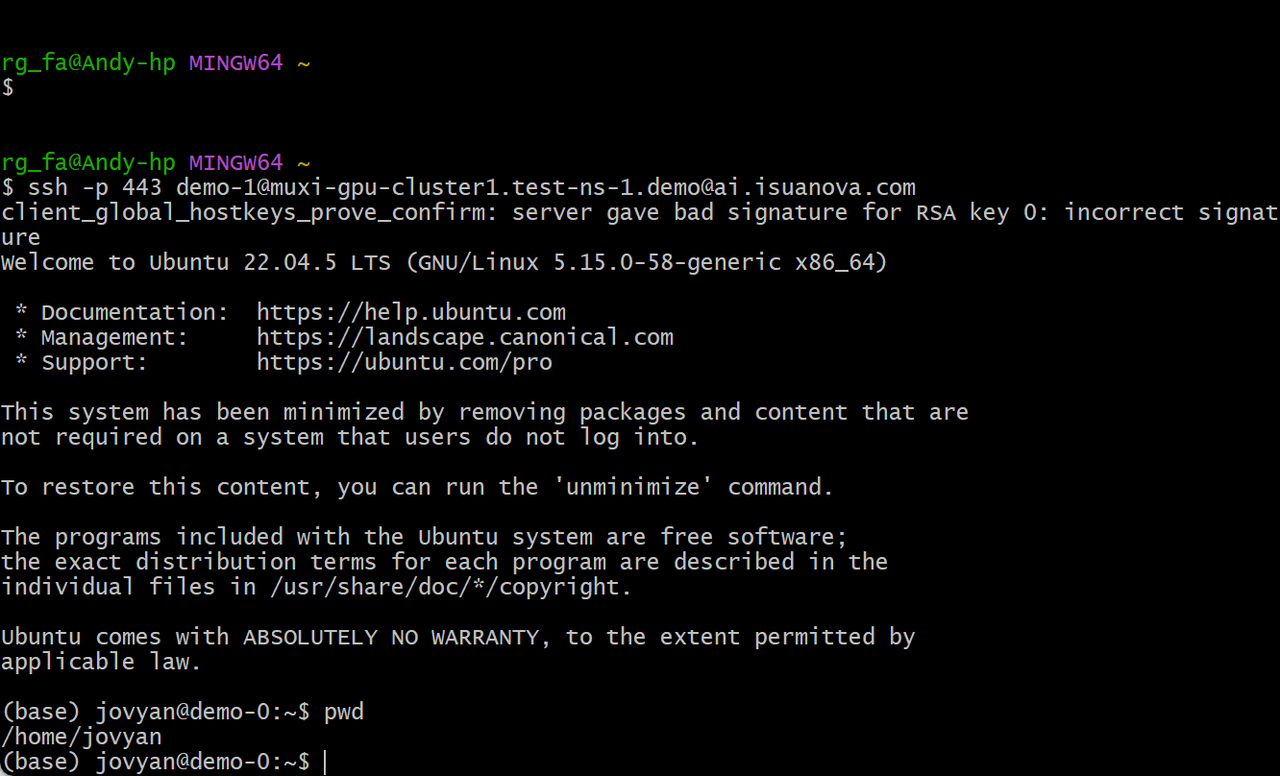 rg_fa@Andy-hp MINGW64 ~
$
rg_fa@Andy-hp MINGW64 ~
$ ssh -p 443 demo-1@muxi-gpu-cluster1.test-ns-1.demo@ai.isuanova.com
client_global_hostkeys_prove_confirm: server gave bad signature for RSA key 0: incorrect signat
ure
Welcome to Ubuntu 22.04.5 LTS (GNU/Linux 5.15.0-58-generic x86_64)
 * Documentation:  https://help.ubuntu.com
 * Management:     https://landscape.canonical.com
 * Support:        https://ubuntu.com/pro
This system has been minimized by removing packages and content that are
not required on a system that users do not log into.
To restore this content, you can run the 'unminimize' command.
The programs included with the Ubuntu system are free software;
the exact distribution terms for each program are described in the
individual files in /usr/share/doc/*/copyright.
Ubuntu comes with ABSOLUTELY NO WARRANTY, to the extent permitted by
applicable law.
(base) jovyan@demo-0:~$ pwd
/home/jovyan
(base) jovyan@demo-0:~$